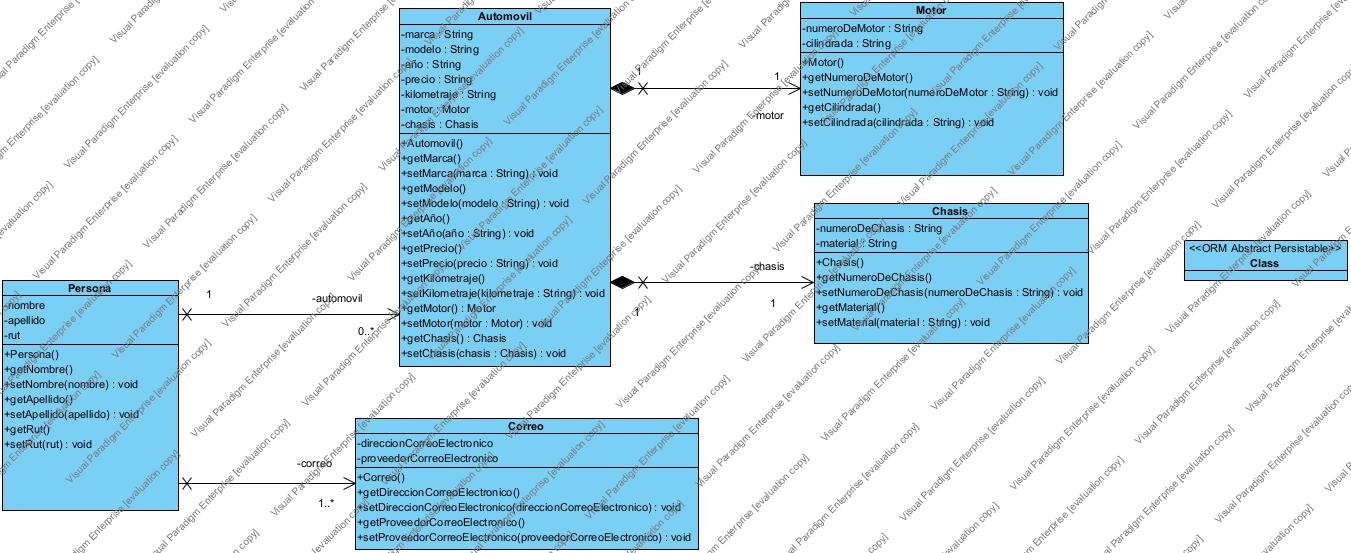 Automovil
-marca : String
-modelo : String
-año : String
-precio : String
-kilometraje : String
-motor : Motor
-chasis : Chasis
+Automovil()
+getMarca()
+setMarca(marca : String) : void
+getModelo()
+setModelo(modelo : String) : void
+getAño()
+setAño(año : String) : void
+getPrecio()
+setPrecio(precio : String) : void
+getKilometraje()
+setKilometraje(kilometraje : String) : void
+getMotor() : Motor
+setMotor(motor : Motor) : void
+getChasis() : Chasis
+setChasis(chasis : Chasis) : void
1
1
-motor
Motor
-numeroDeMotor : String
-cilindrada : String
+Motor()
+getNumeroDeMotor()
+setNumeroDeMotor(numeroDeMotor : String) : void
+getCilindrada()
+setCilindrada(cilindrada : String) : void
-chasis
1
1
Chasis
-numeroDeChasis : String
-material : String
+Chasis()
+getNumeroDeChasis()
+setNumeroDeChasis(numeroDeChasis : String) : void
+getMaterial()
+setMaterial(material : String) : void
<<ORM Abstract Persistable>>
Class
Persona
-nombre
-apellido
-rut
+Persona()
+getNombre()
+setNombre(nombre) : void
+getApellido()
+setApellido(apellido) : void
+getRut()
+setRut(rut) : void
1
-automovil
0..*
-correo
1..*
Correo
-direccionCorreoElectronico
-proveedorCorreoElectronico
+Correo()
+getDireccionCorreoElectronico()
+setDireccionCorreoElectronico(direccionCorreoElectronico) : void
+getProveedorCorreoElectronico()
+setProveedorCorreoElectronico(proveedorCorreoElectronico) : void
Visual Paradigm Enterprise [evaluation copy]